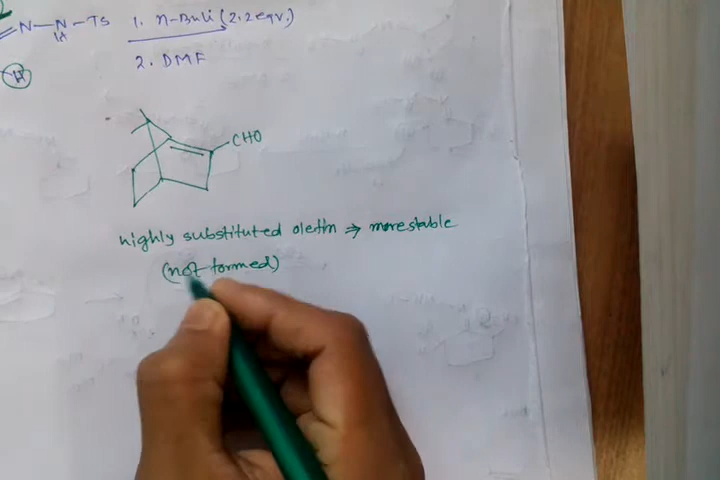 =N-N-Ts 1. n-BuLi (2.2 eqv.)
H
2. DMF
H
CHO
highly substituted olefin ⇒ more stable
(not formed)